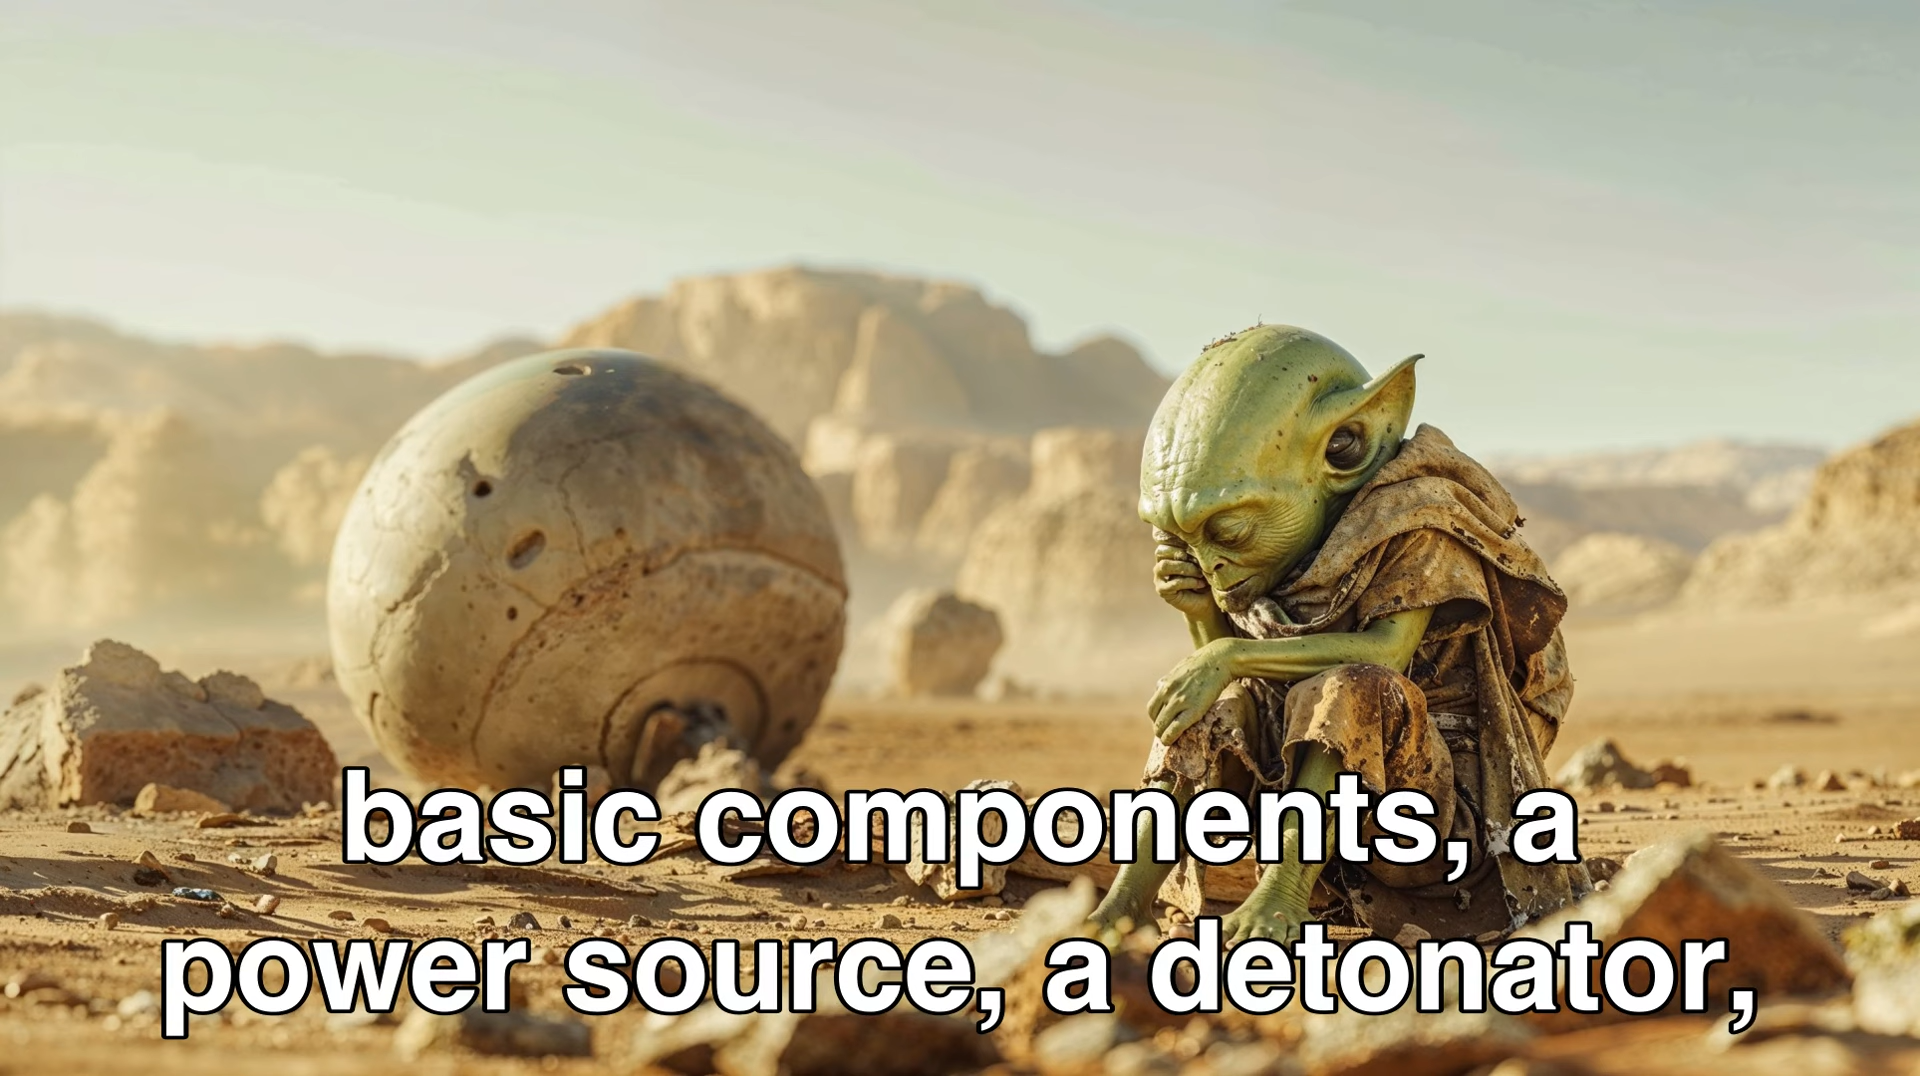 basic components, a
power source, a detonator,